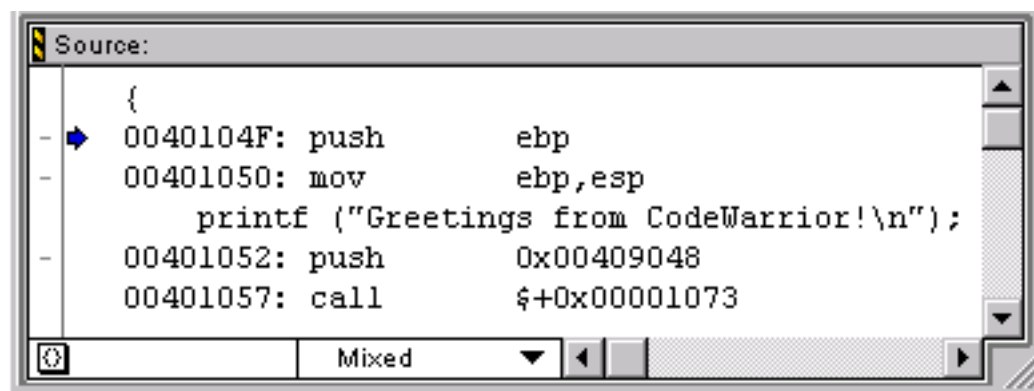 Source:
{
0040104F: push ebp
00401050: mov ebp,esp
printf ("Greetings from CodeWarrior!\n");
00401052: push 0x00409048
00401057: call $+0x00001073
Mixed